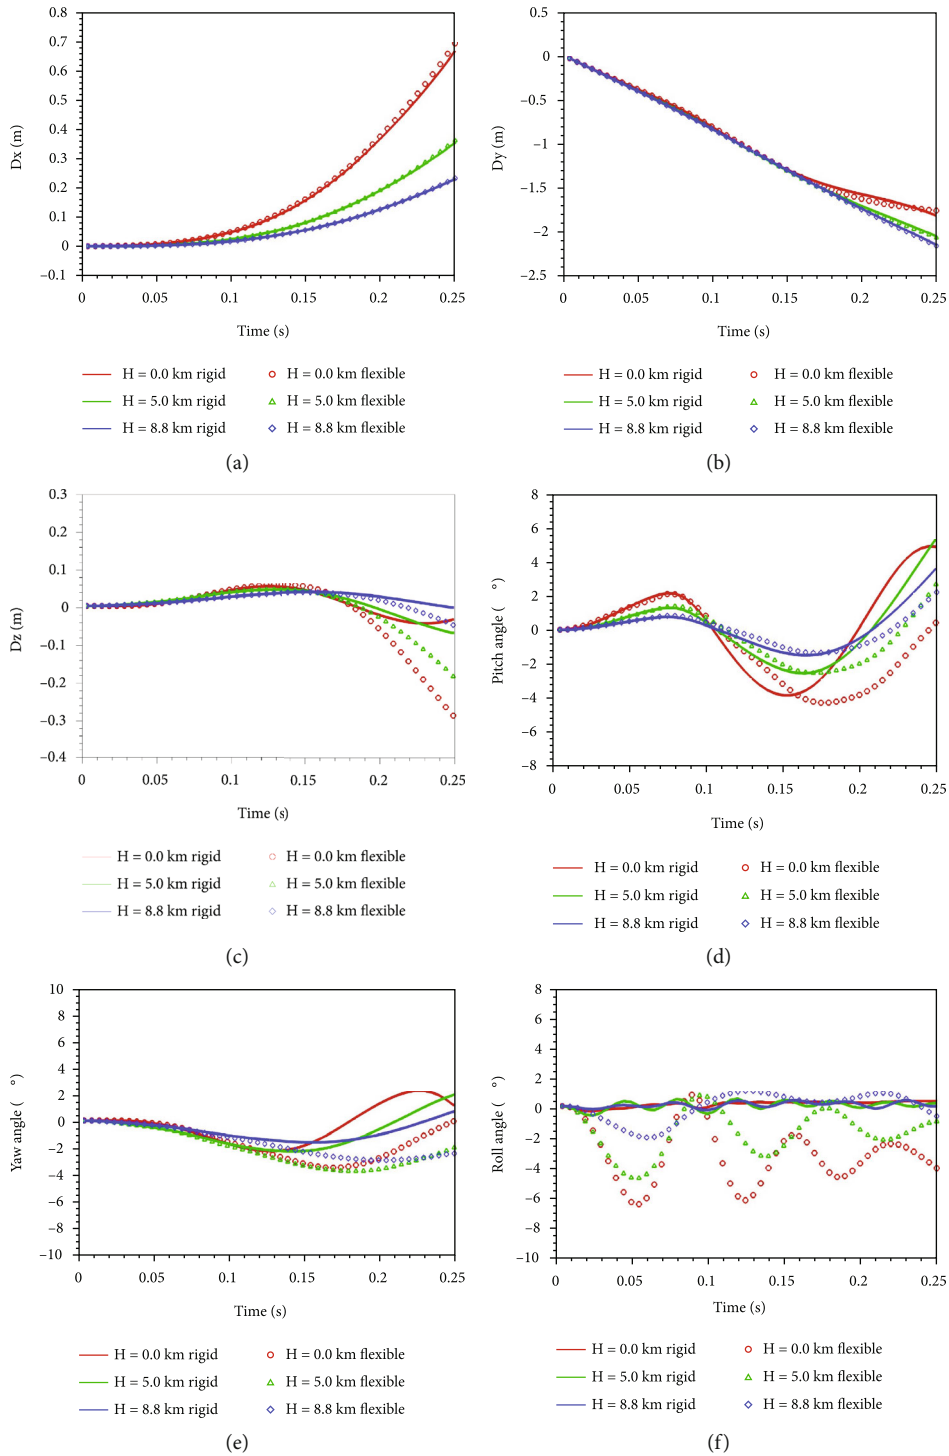 0.8
0.7
0.6
0.5
0.4
0.3
0.2
0.1
0
−0.1
Dx (m)
0 0.05 0.1 0.15 0.2 0.25
Time (s)
H = 0.0 km rigid H = 0.0 km flexible
H = 5.0 km rigid H = 5.0 km flexible
H = 8.8 km rigid H = 8.8 km flexible
(a)
0.5
0
−0.5
−1
−1.5
−2
−2.5
Dy (m)
0 0.05 0.1 0.15 0.2 0.25
Time (s)
H = 0.0 km rigid H = 0.0 km flexible
H = 5.0 km rigid H = 5.0 km flexible
H = 8.8 km rigid H = 8.8 km flexible
(b)
0.3
0.2
0.1
0
−0.1
−0.2
−0.3
−0.4
Dz (m)
0 0.05 0.1 0.15 0.2 0.25
Time (s)
H = 0.0 km rigid H = 0.0 km flexible
H = 5.0 km rigid H = 5.0 km flexible
H = 8.8 km rigid H = 8.8 km flexible
(c)
8
6
4
2
0
−2
−4
−6
−8
Pitch angle ( °)
0 0.05 0.1 0.15 0.2 0.25
Time (s)
H = 0.0 km rigid H = 0.0 km flexible
H = 5.0 km rigid H = 5.0 km flexible
H = 8.8 km rigid H = 8.8 km flexible
(d)
10
8
6
4
2
0
−2
−4
−6
−8
−10
Yaw angle ( °)
0 0.05 0.1 0.15 0.2 0.25
Time (s)
H = 0.0 km rigid H = 0.0 km flexible
H = 5.0 km rigid H = 5.0 km flexible
H = 8.8 km rigid H = 8.8 km flexible
(e)
8
6
4
2
0
−2
−4
−6
−8
−10
Roll angle ( °)
0 0.05 0.1 0.15 0.2 0.25
Time (s)
H = 0.0 km rigid H = 0.0 km flexible
H = 5.0 km rigid H = 5.0 km flexible
H = 8.8 km rigid H = 8.8 km flexible
(f)